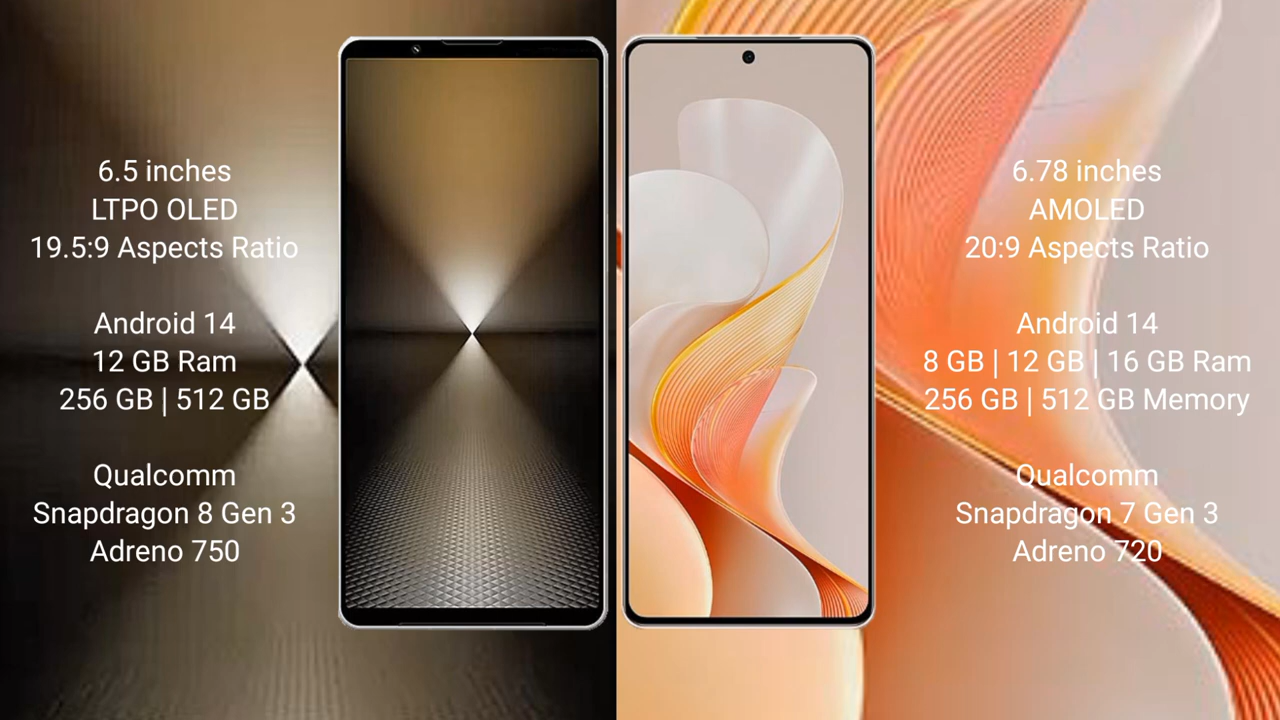 6.5 inches
LTPO OLED
19.5:9 Aspects Ratio
Android 14
12 GB Ram
256 GB | 512 GB
Qualcomm
Snapdragon 8 Gen 3
Adreno 750
6.78 inches
AMOLED
20:9 Aspects Ratio
Android 14
8 GB | 12 GB | 16 GB Ram
256 GB | 512 GB Memory
Qualcomm
Snapdragon 7 Gen 3
Adreno 720